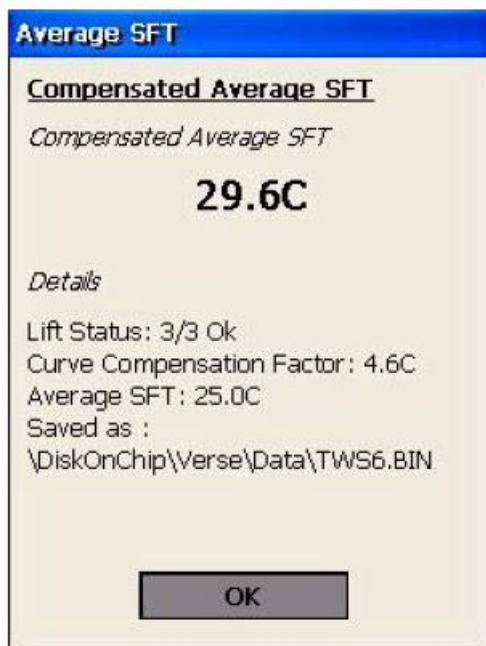 Average SFT
Compensated Average SFT
Compensated Average SFT
29.6C
Details
Lift Status: 3/3 Ok
Curve Compensation Factor: 4.6C
Average SFT: 25.0C
Saved as :
\DiskOnChip\Verse\Data\TWS6.BIN
OK